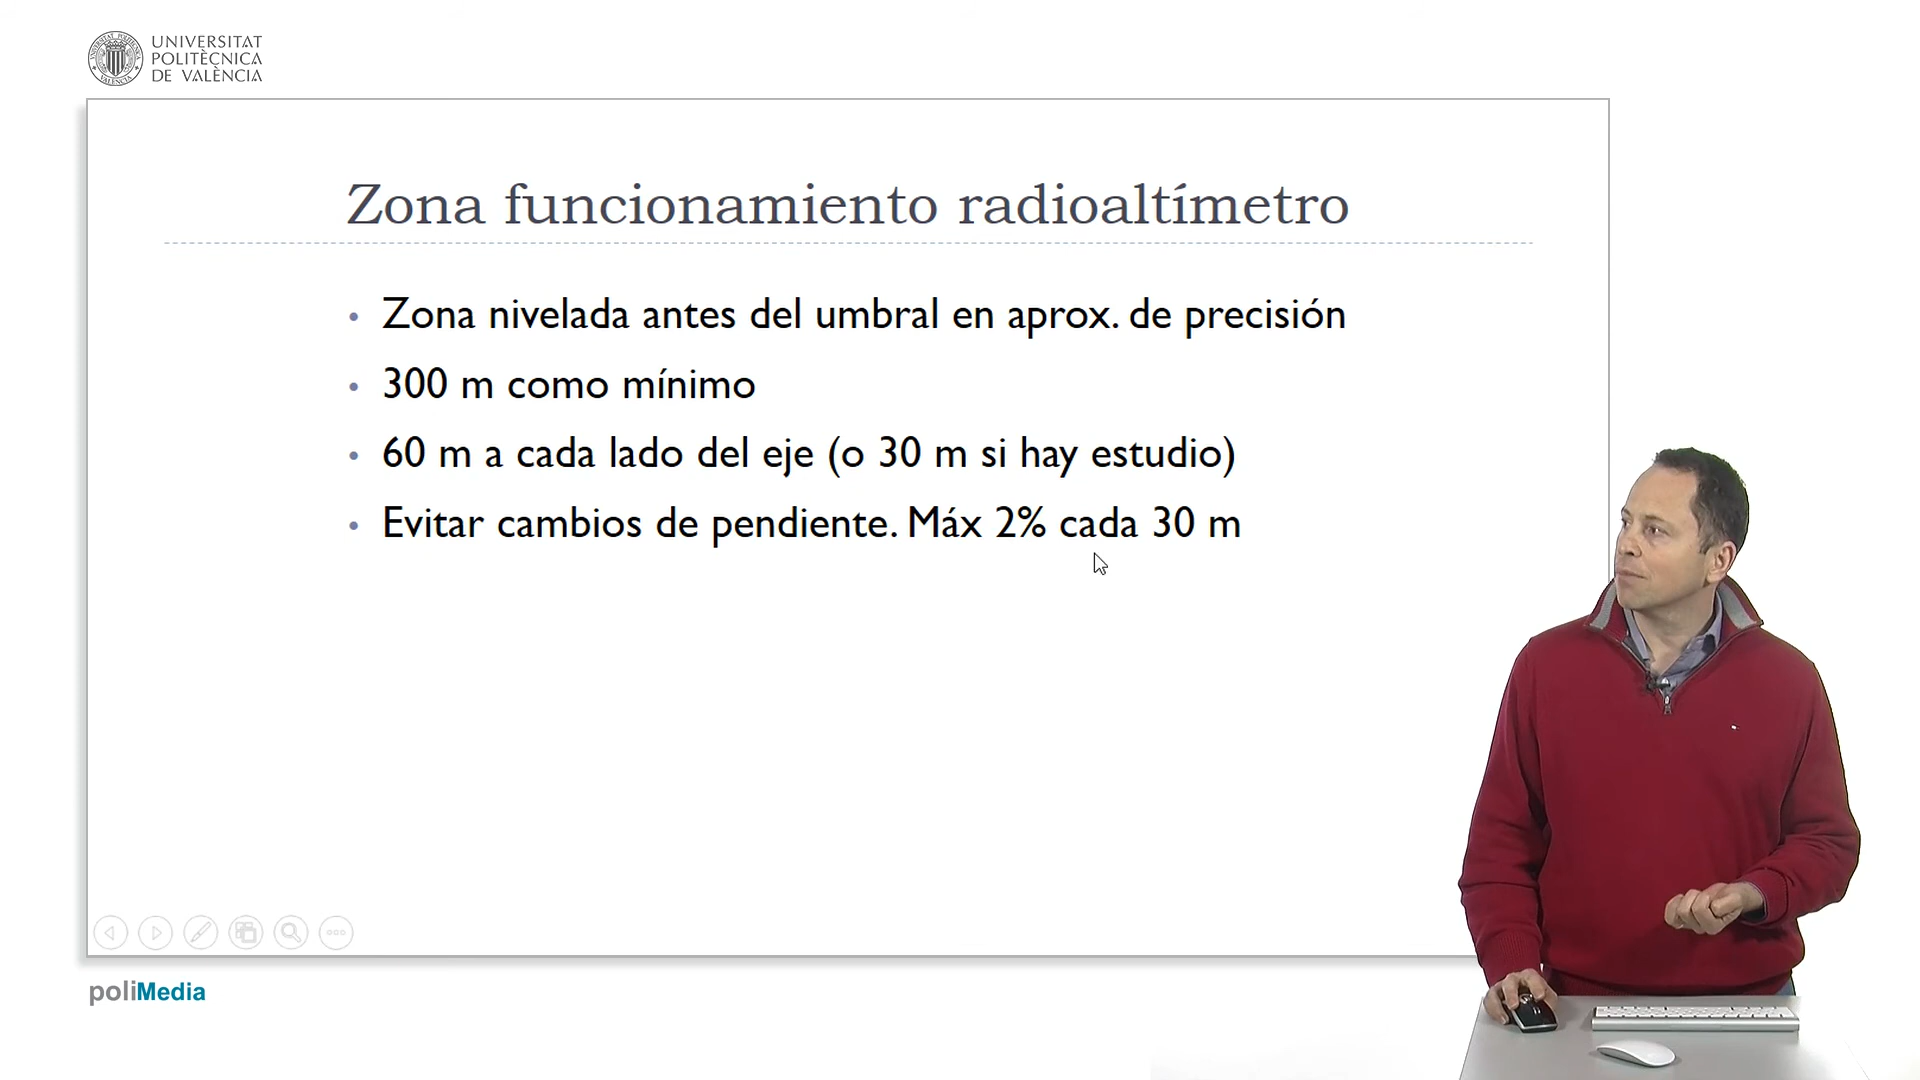 UNIVERSITAT
POLITÈCNICA
DE VALÈNCIA
Zona funcionamiento radioaltímetro
• Zona nivelada antes del umbral en aprox. de precisión
• 300 m como mínimo
• 60 m a cada lado del eje (o 30 m si hay estudio)
• Evitar cambios de pendiente. Máx 2% cada 30 m
poliMedia